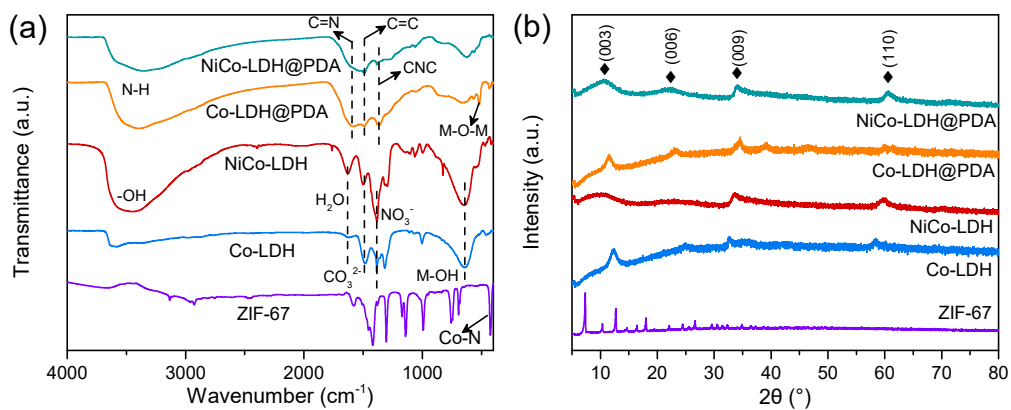 (a)
C=N
C=C
NiCo-LDH@PDA
N-H
CNC
Co-LDH@PDA
M-O-M
NiCo-LDH
-OH
H₂O
NO₃⁻
Co-LDH
CO₃²⁻
M-OH
ZIF-67
Co-N
Transmittance (a.u.)
4000 3000 2000 1000
Wavenumber (cm⁻¹)
(b)
(003)
(006)
(009)
(110)
NiCo-LDH@PDA
Co-LDH@PDA
NiCo-LDH
Co-LDH
ZIF-67
Intensity (a.u.)
10 20 30 40 50 60 70 80
2θ (°)